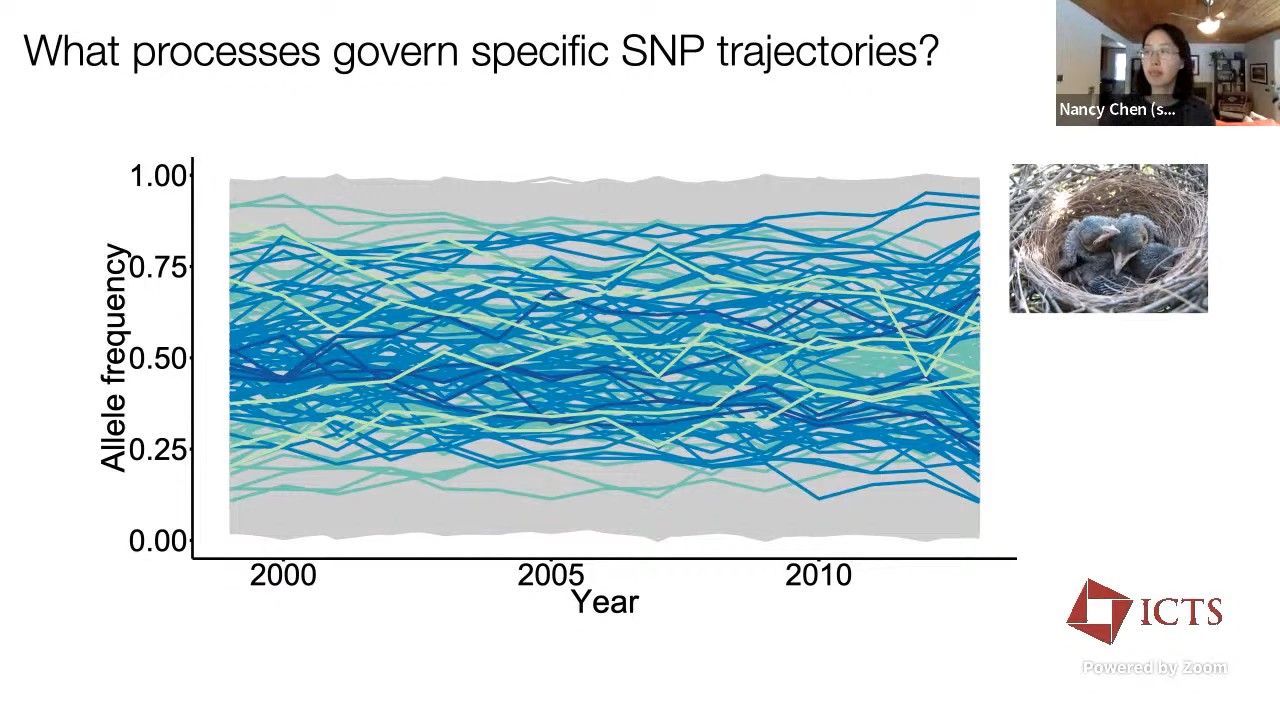 What processes govern specific SNP trajectories?
Nancy Chen (s...
1.00
0.75
0.50
0.25
0.00
Allele frequency
2000
2005
2010
Year
ICTS
Powered by Zoom